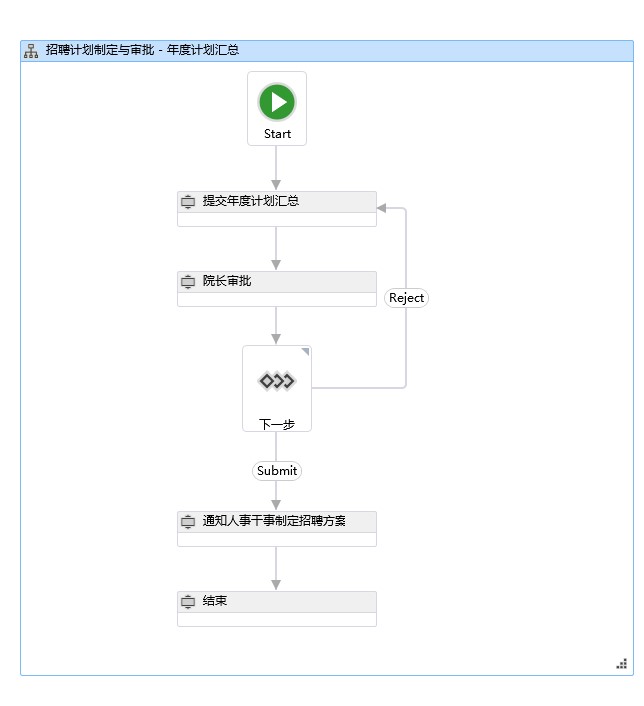 招聘计划制定与审批 - 年度计划汇总
Start
提交年度计划汇总
院长审批
Reject
下一步
Submit
通知人事干事制定招聘方案
结束